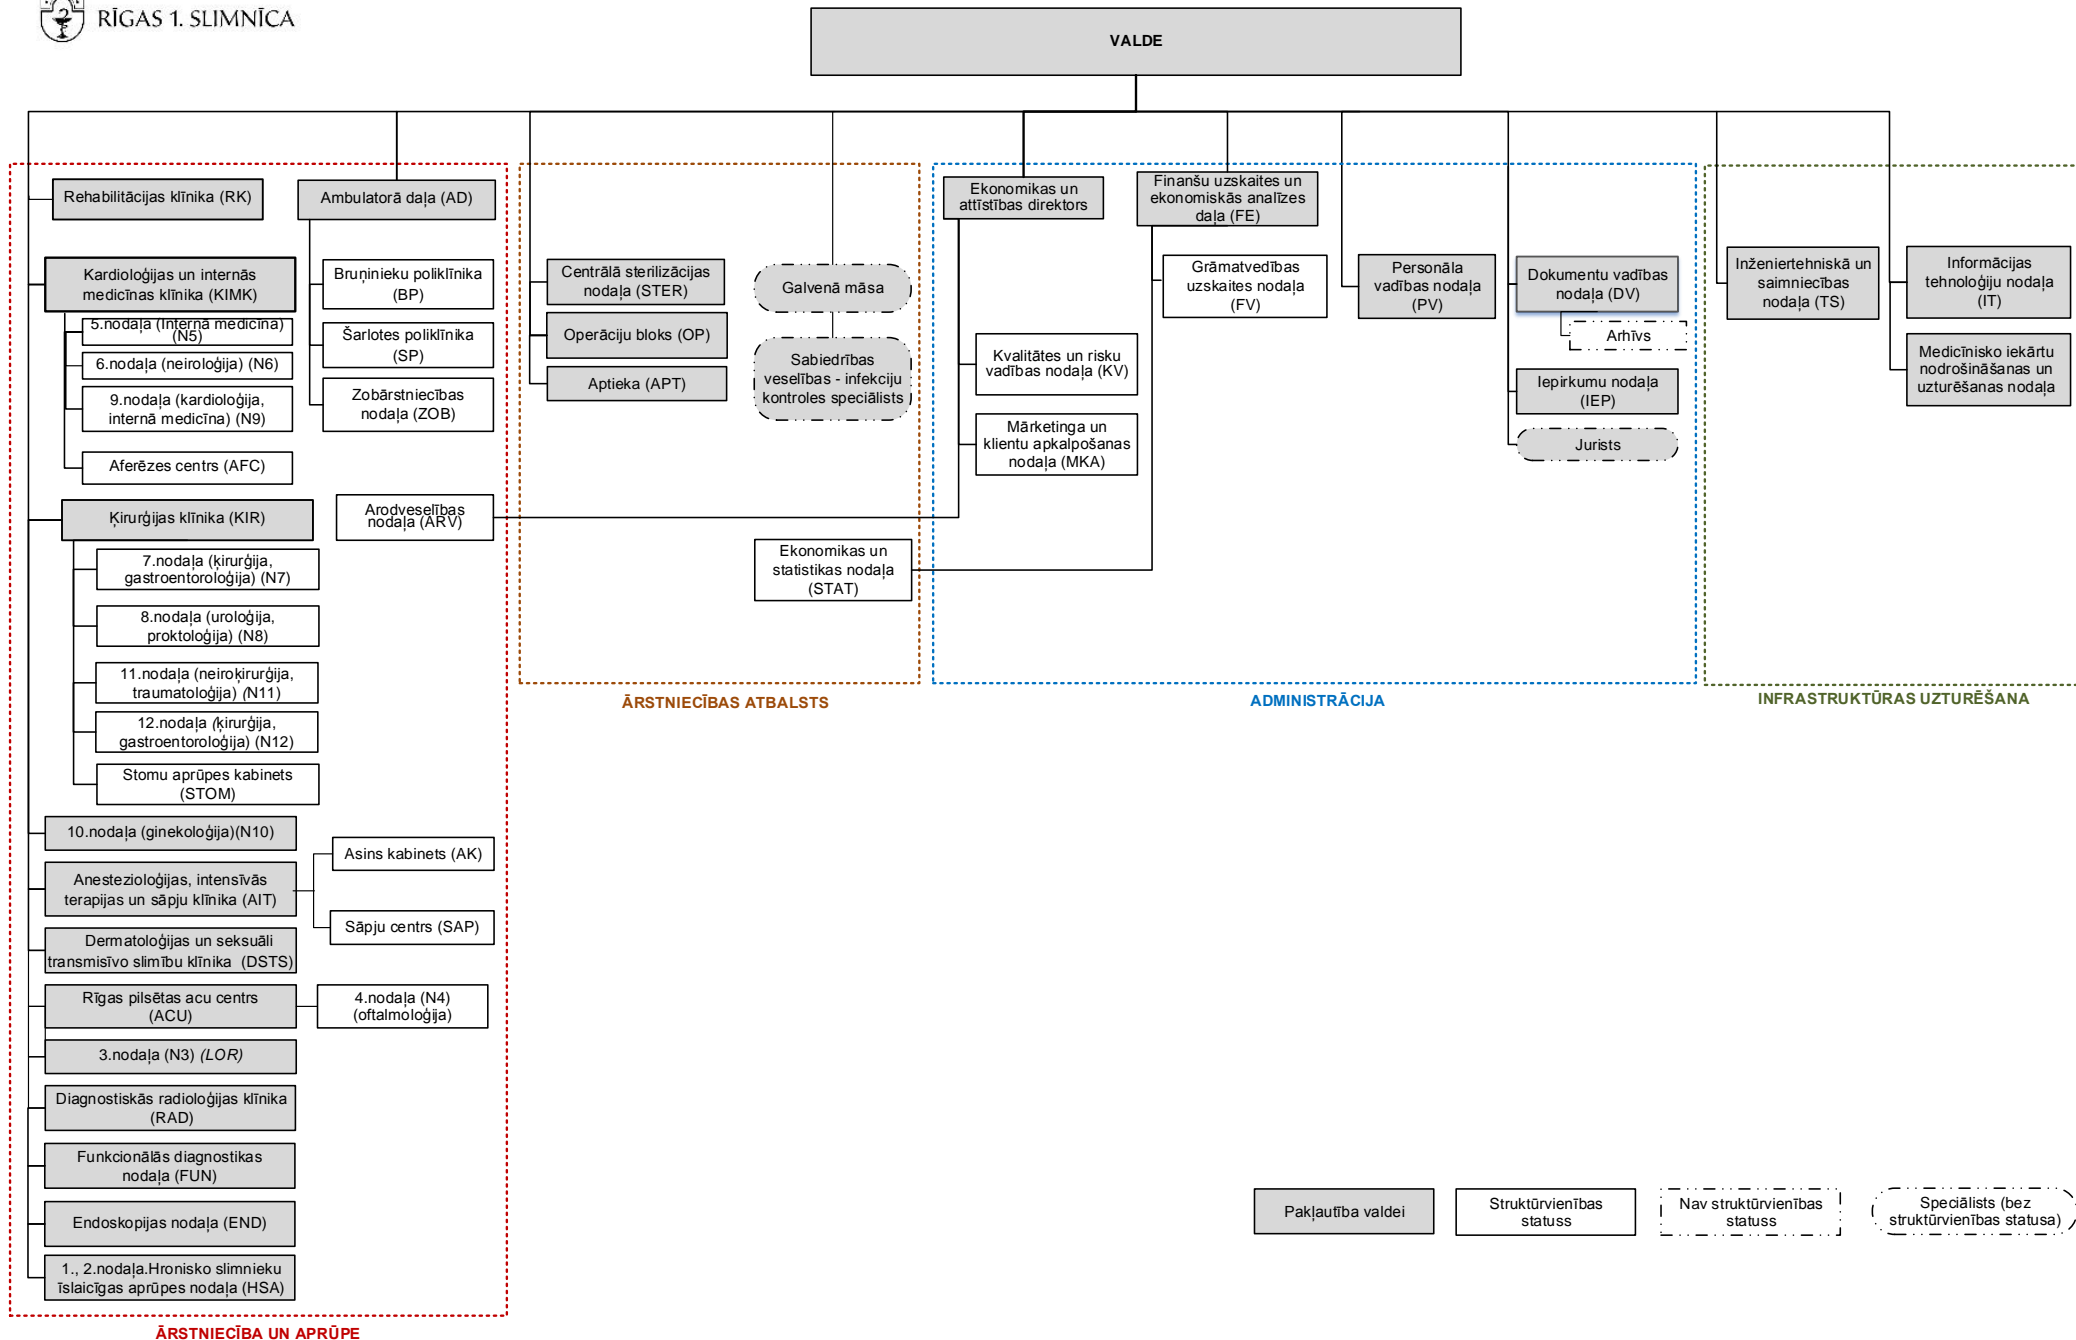 RĪGAS 1. SLIMNĪCA
VALDE
Rehabilitācijas klīnika (RK)
Kardioloģijas un internās
medicīnas klīnika (KIMK)
5.nodaļa (Internā medicīna)
(N5)
6.nodaļa (neiroloģija) (N6)
9.nodaļa (kardioloģija,
internā medicīna) (N9)
Aferēzes centrs (AFC)
Ķirurģijas klīnika (KIR)
7.nodaļa (ķirurģija,
gastroentoroloģija) (N7)
8.nodaļa (uroloģija,
proktoloģija) (N8)
11.nodaļa (neiroķirurģija,
traumatoloģija) (N11)
12.nodaļa (ķirurģija,
gastroentoroloģija) (N12)
Stomu aprūpes kabinets
(STOM)
10.nodaļa (ginekoloģija)(N10)
Anestezioloģijas, intensīvās
terapijas un sāpju klīnika (AIT)
Dermatoloģijas un seksuāli
transmisīvo slimību klīnika (DSTS)
Rīgas pilsētas acu centrs
(ACU)
3.nodaļa (N3) (LOR)
Diagnostiskās radioloģijas klīnika
(RAD)
Funkcionālās diagnostikas
nodaļa (FUN)
Endoskopijas nodaļa (END)
1., 2.nodaļa.Hronisko slimnieku
īslaicīgas aprūpes nodaļa (HSA)
Ambulatorā daļa (AD)
Bruņinieku poliklīnika
(BP)
Šarlotes poliklīnika
(SP)
Zobārstniecības
nodaļa (ZOB)
Arodveselības
nodaļa (ARV)
Asins kabinets (AK)
Sāpju centrs (SAP)
4.nodaļa (N4)
(oftalmoloģija)
ĀRSTNIECĪBA UN APRŪPE
Centrālā sterilizācijas
nodaļa (STER)
Operāciju bloks (OP)
Aptieka (APT)
Galvenā māsa
Sabiedrības
veselības - infekciju
kontroles speciālists
Ekonomikas un
statistikas nodaļa
(STAT)
ĀRSTNIECĪBAS ATBALSTS
Ekonomikas un
attīstības direktors
Kvalitātes un risku
vadības nodaļa (KV)
Mārketinga un
klientu apkalpošanas
nodaļa (MKA)
Finanšu uzskaites un
ekonomiskās analīzes
daļa (FE)
Grāmatvedības
uzskaites nodaļa
(FV)
Personāla
vadības nodaļa
(PV)
Dokumentu vadības
nodaļa (DV)
Arhīvs
Iepirkumu nodaļa
(IEP)
Jurists
ADMINISTRĀCIJA
Inženiertehniskā un
saimniecības
nodaļa (TS)
Informācijas
tehnoloģiju nodaļa
(IT)
Medicīnisko iekārtu
nodrošināšanas un
uzturēšanas nodaļa
INFRASTRUKTŪRAS UZTURĒŠANA
Pakļautība valdei
Struktūrvienības
statuss
Nav struktūrvienības
statuss
Speciālists (bez
struktūrvienības statusa)